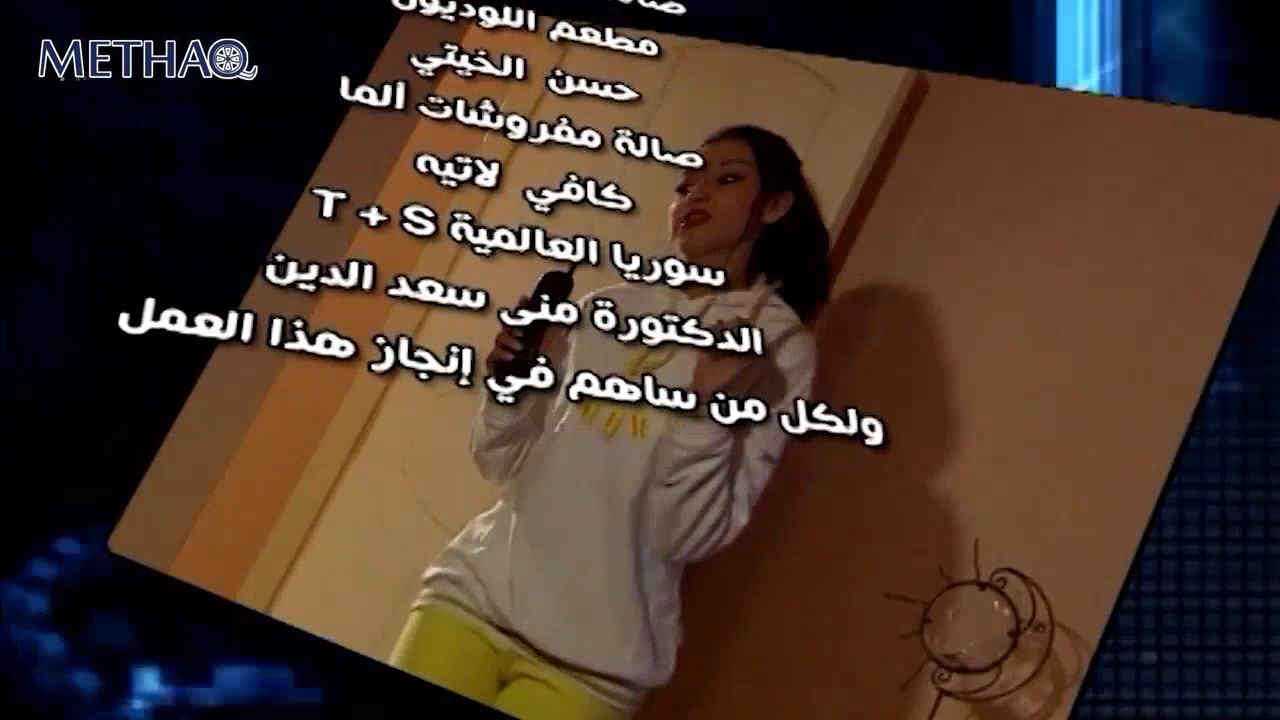 METHAQ
مطعم اللوديون
حسن الخيتي
صالة مفروشات ألما
كافي لاتيه
سوريا العالمية T + S
الدكتورة منى سعد الدين
ولكل من ساهم في إنجاز هذا العمل